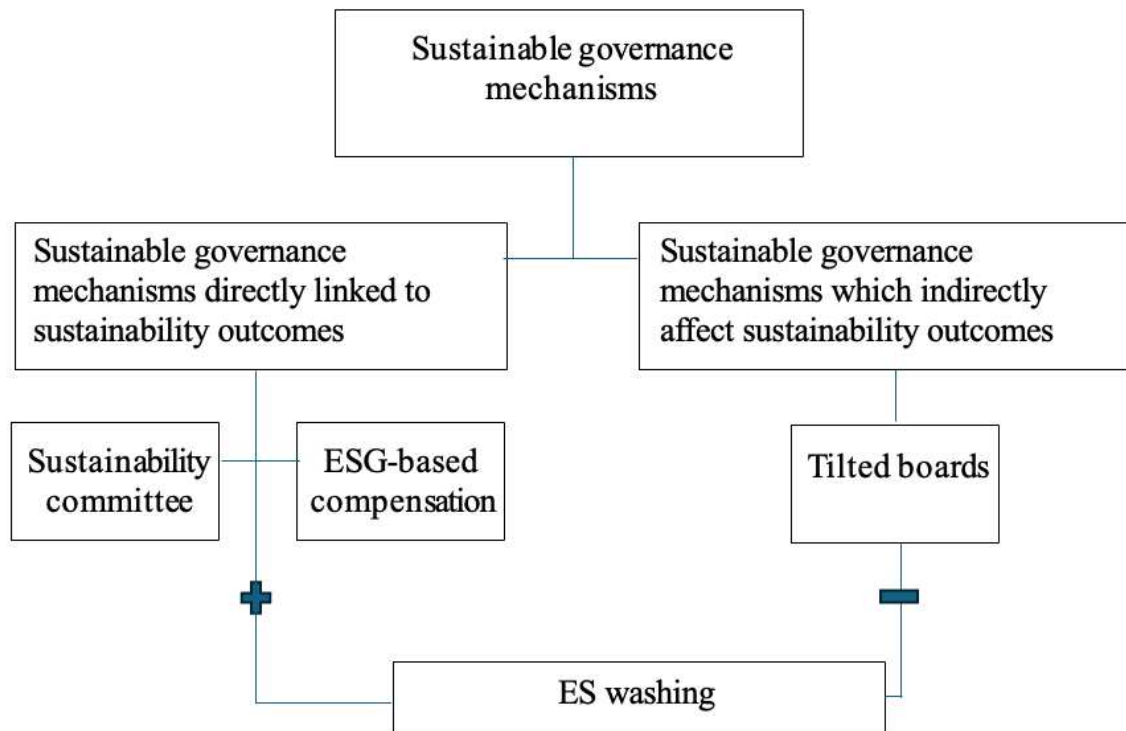 Sustainable governance
mechanisms
Sustainable governance
mechanisms directly linked to
sustainability outcomes
Sustainable governance
mechanisms which indirectly
affect sustainability outcomes
Sustainability
committee
ESG-based
compensation
Tilted boards
ES washing